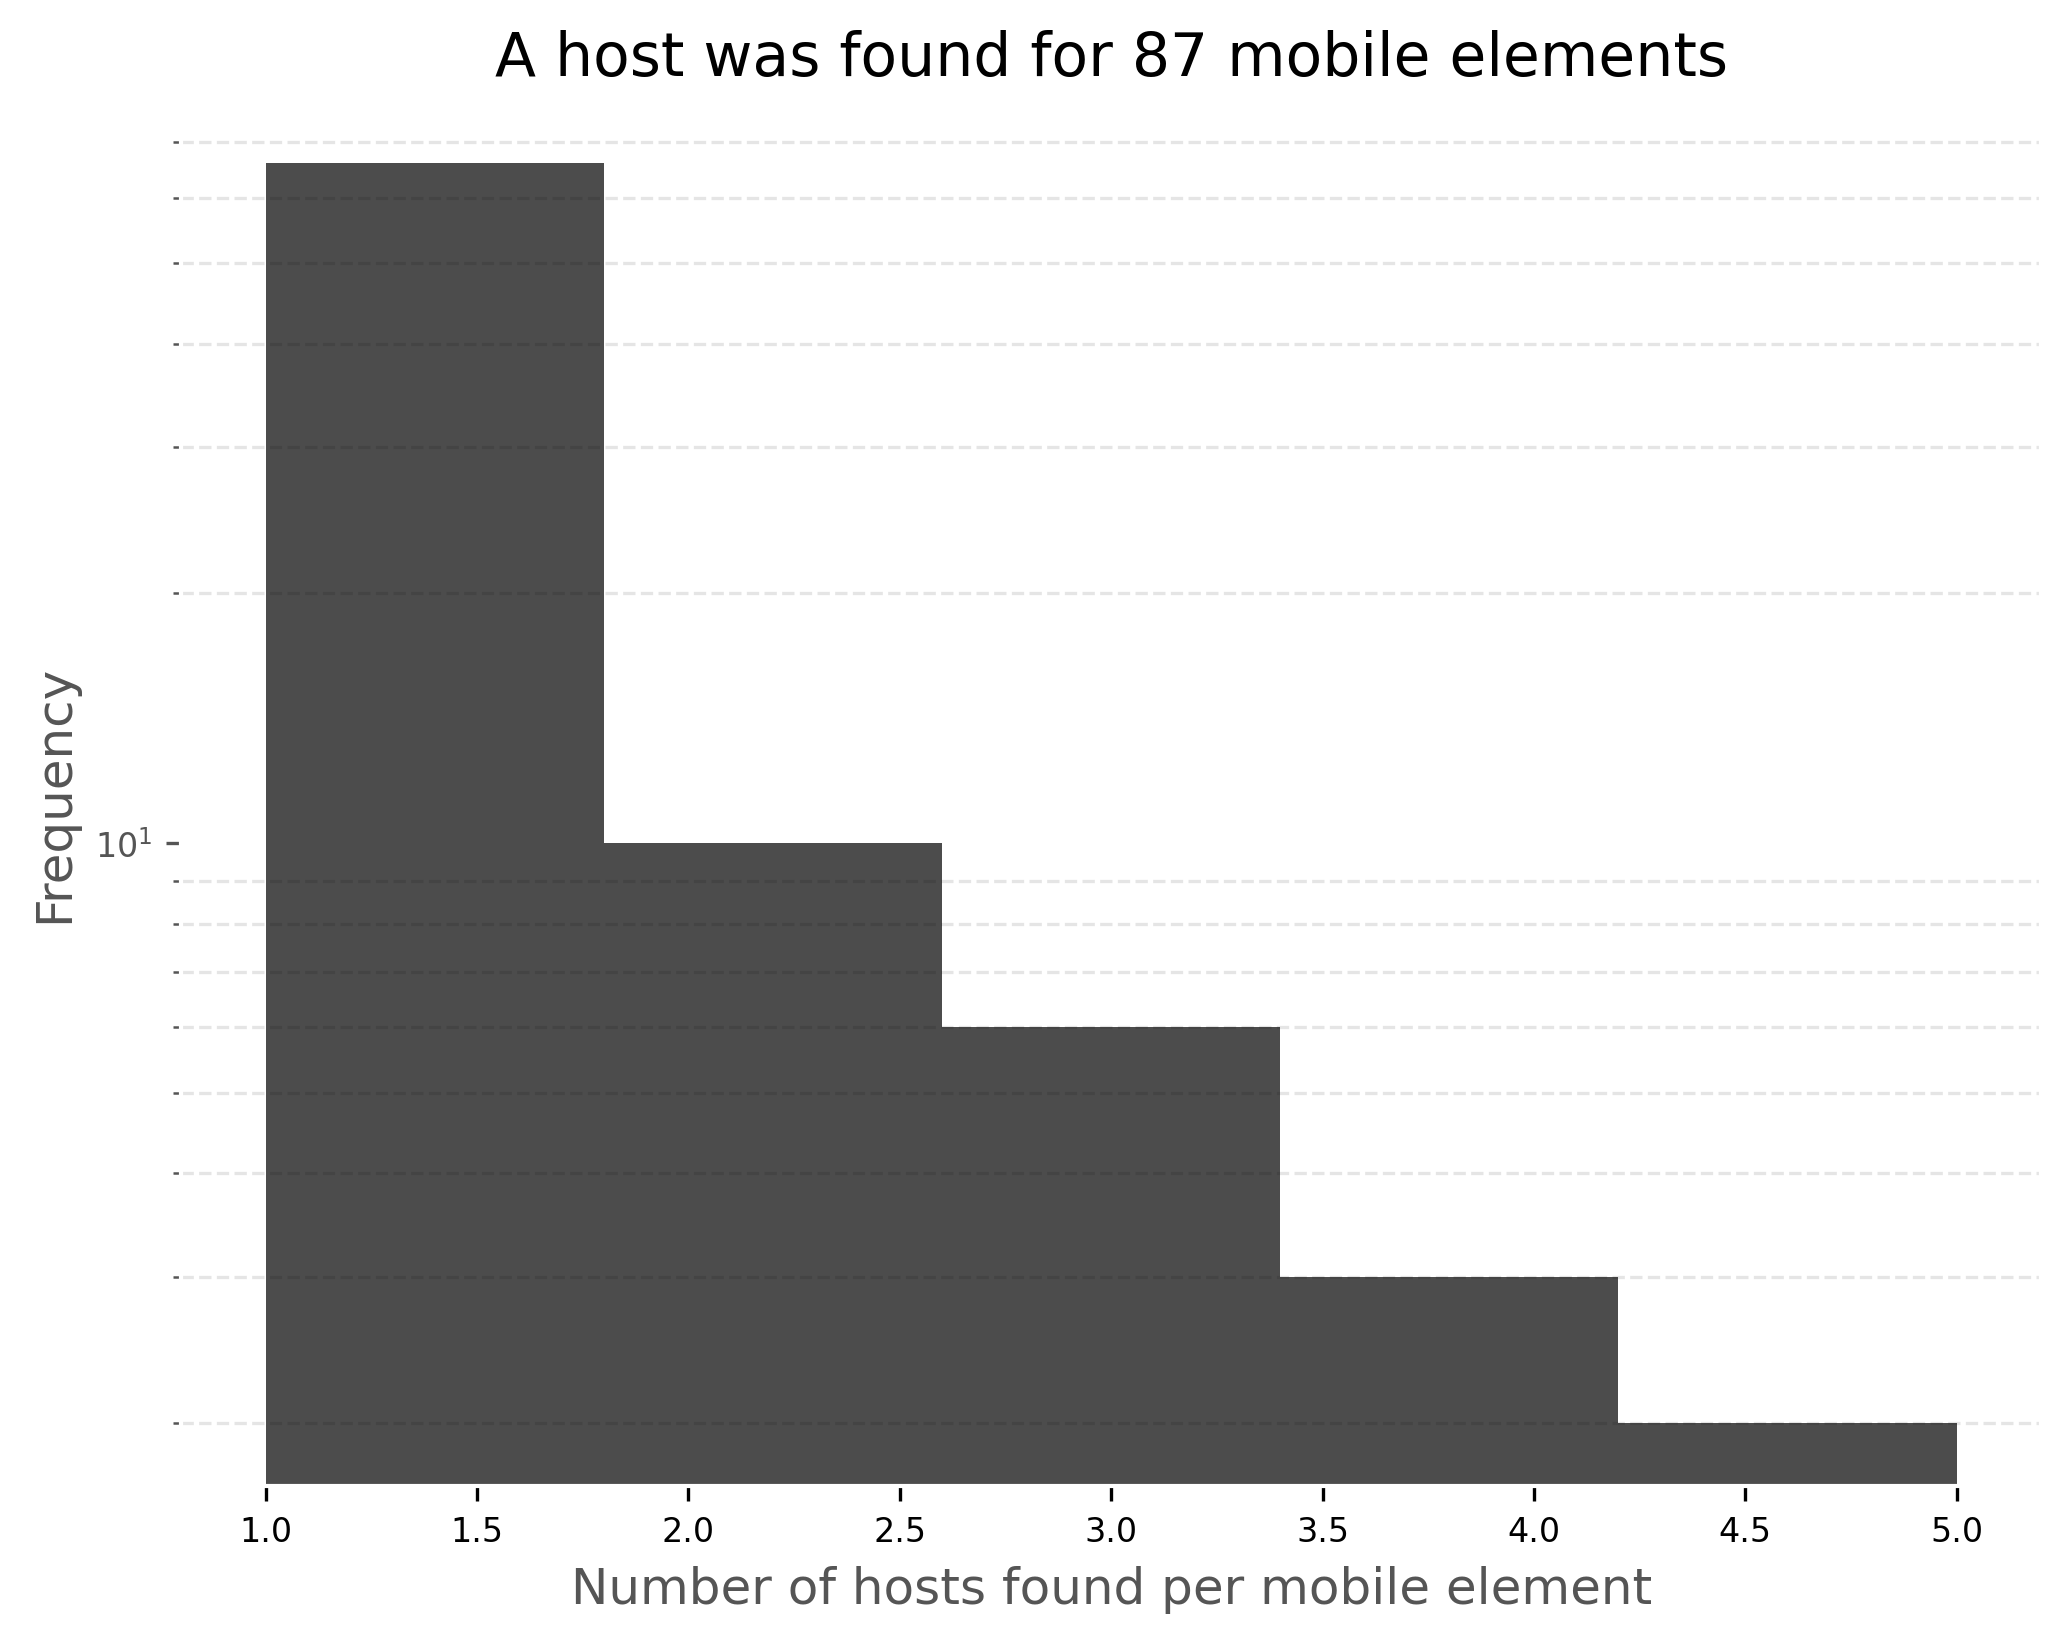 A host was found for 87 mobile elements
Frequency
10¹
1.0 1.5 2.0 2.5 3.0 3.5 4.0 4.5 5.0
Number of hosts found per mobile element